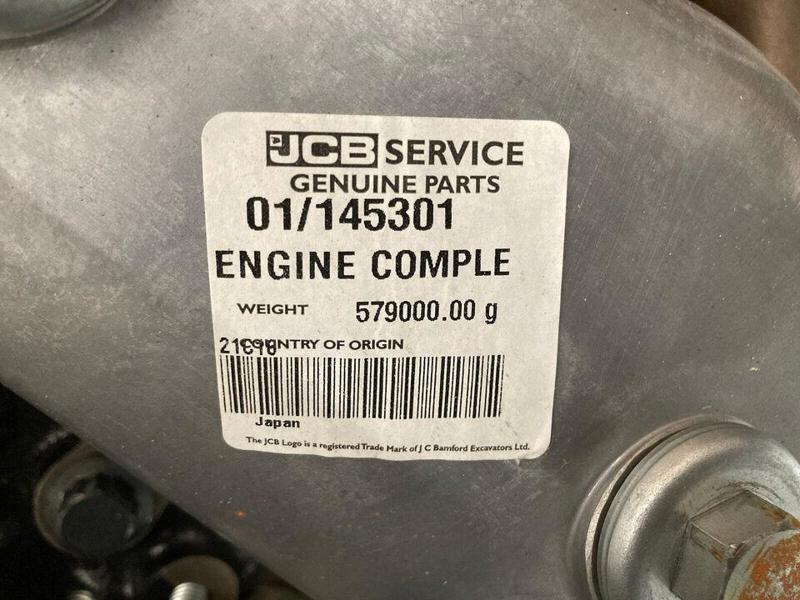 JCB SERVICE
GENUINE PARTS
01/145301
ENGINE COMPLE
WEIGHT 579000.00 g
COUNTRY OF ORIGIN
Japan
The JCB Logo is a registered Trade Mark of J C Bamford Excavators Ltd.